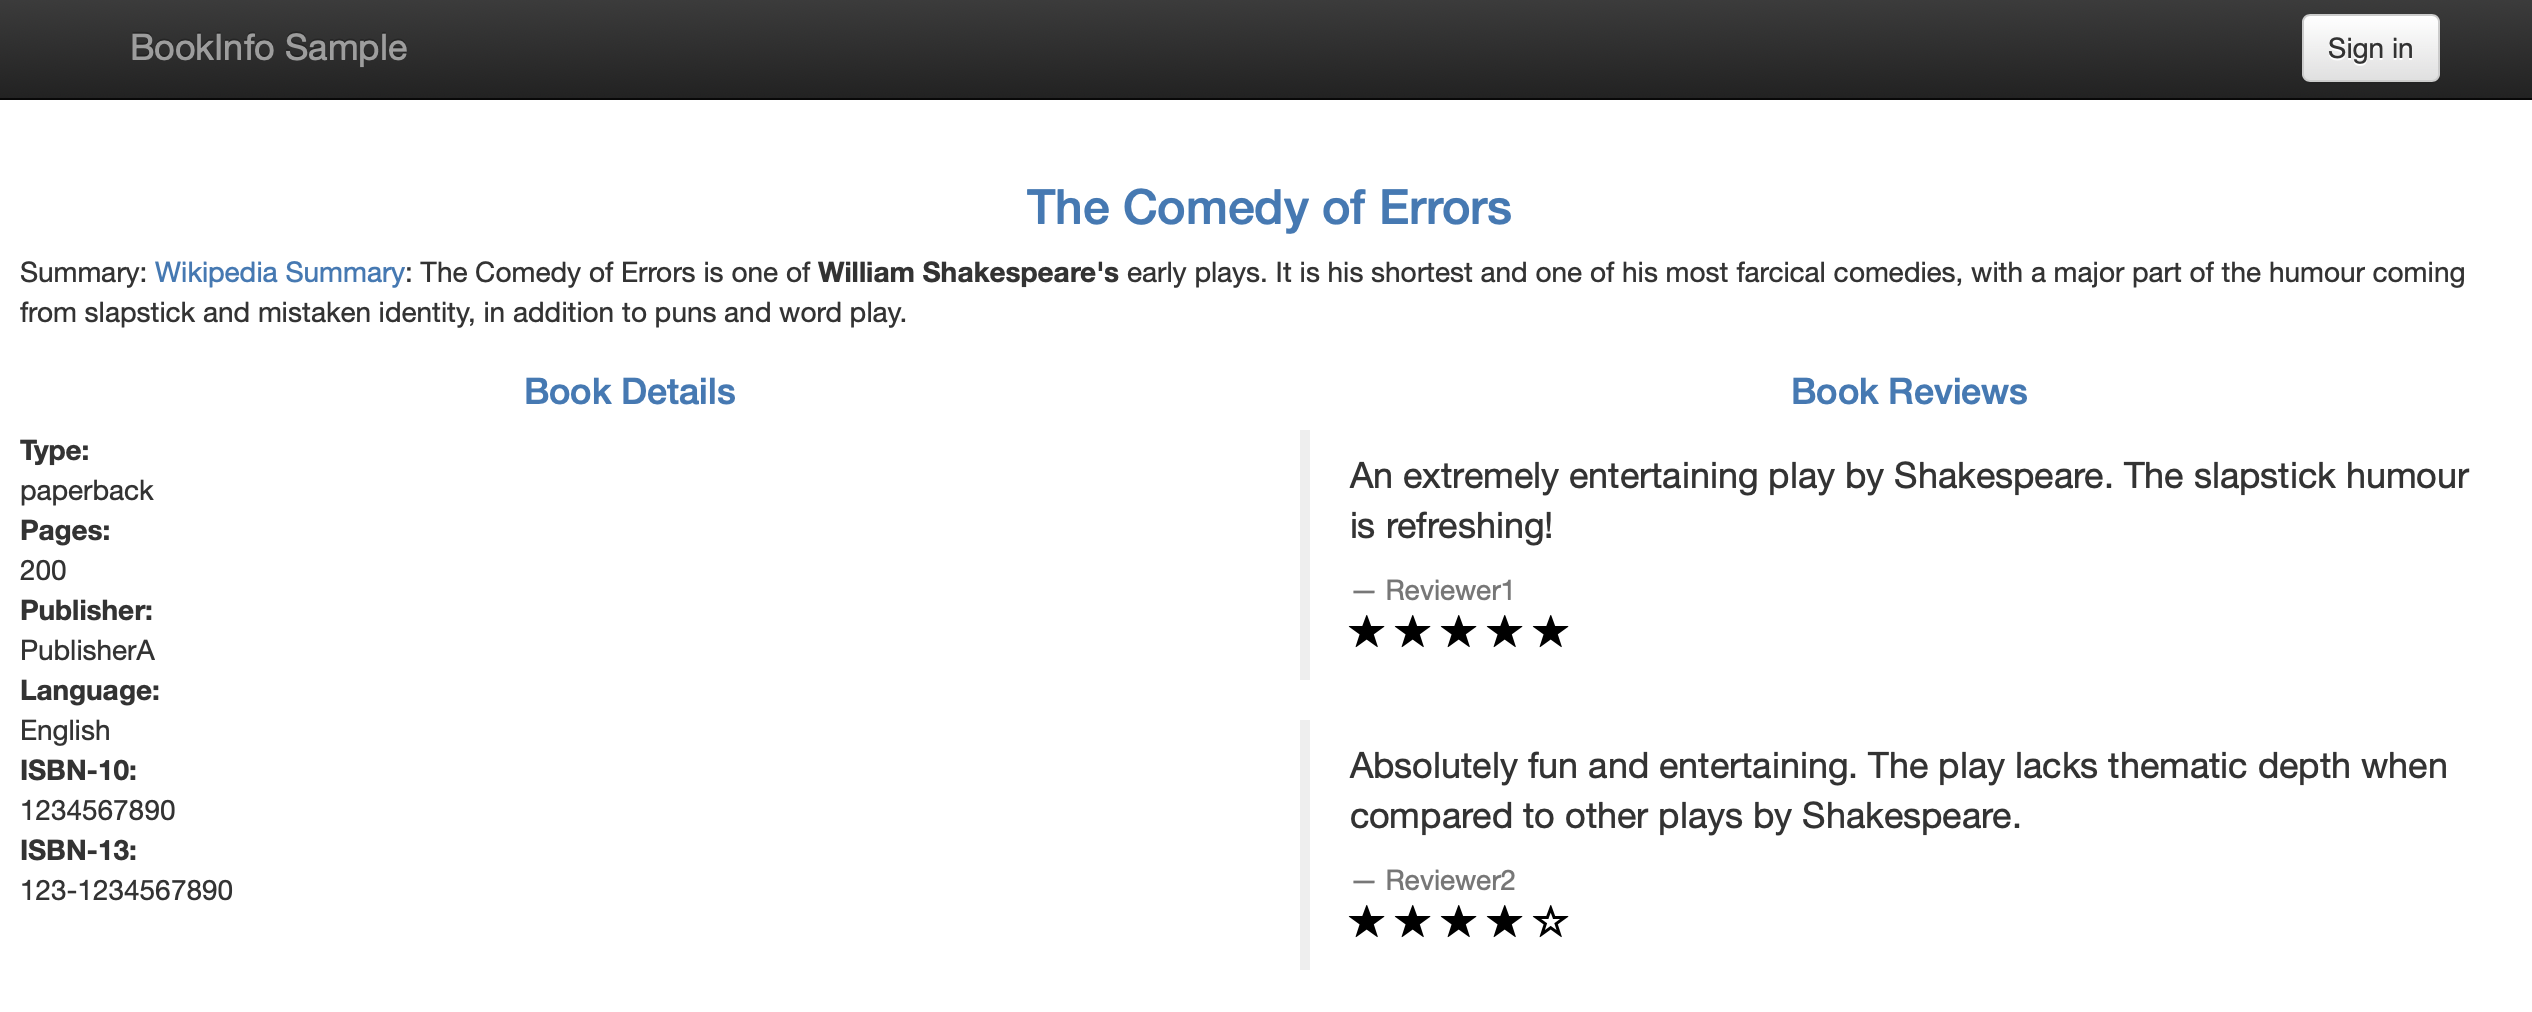 BookInfo Sample
Sign in
The Comedy of Errors
Summary: Wikipedia Summary: The Comedy of Errors is one of William Shakespeare's early plays. It is his shortest and one of his most farcical comedies, with a major part of the humour coming
from slapstick and mistaken identity, in addition to puns and word play.
Book Details
Type:
paperback
Pages:
200
Publisher:
PublisherA
Language:
English
ISBN-10:
1234567890
ISBN-13:
123-1234567890
Book Reviews
An extremely entertaining play by Shakespeare. The slapstick humour
is refreshing!
— Reviewer1
★ ★ ★ ★ ★
Absolutely fun and entertaining. The play lacks thematic depth when
compared to other plays by Shakespeare.
— Reviewer2
★ ★ ★ ★ ☆